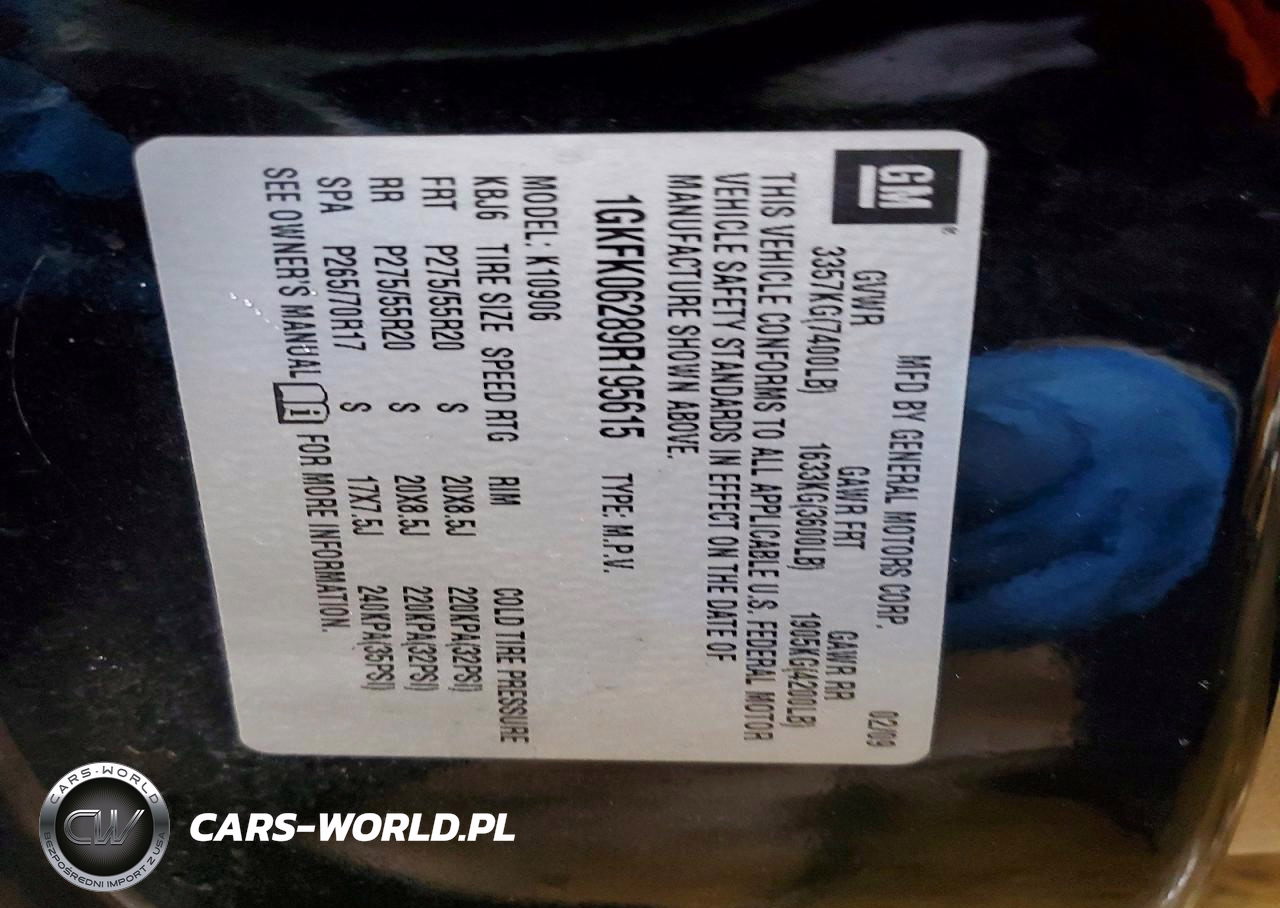 GM
MFD BY GENERAL MOTORS CORP. 02/09
GVWR GAWR FRT GAWR RR
3357KG(7400LB) 1633KG(3600LB) 1905KG(4200LB)
THIS VEHICLE CONFORMS TO ALL APPLICABLE U.S. FEDERAL MOTOR
VEHICLE SAFETY STANDARDS IN EFFECT ON THE DATE OF
MANUFACTURE SHOWN ABOVE.
1GKFK06289R195615 TYPE: M.P.V.
MODEL: K10906
K8J6 TIRE SIZE SPEED RTG RIM COLD TIRE PRESSURE
FRT P275/55R20 S 20X8.5J 220KPA(32PSI)
RR P275/55R20 S 20X8.5J 220KPA(32PSI)
SPA P265/70R17 S 17X7.5J 240KPA(35PSI)
SEE OWNER'S MANUAL i FOR MORE INFORMATION.
CARS-WORLD
CW
BEZPOŚREDNI IMPORT Z USA
CARS-WORLD.PL